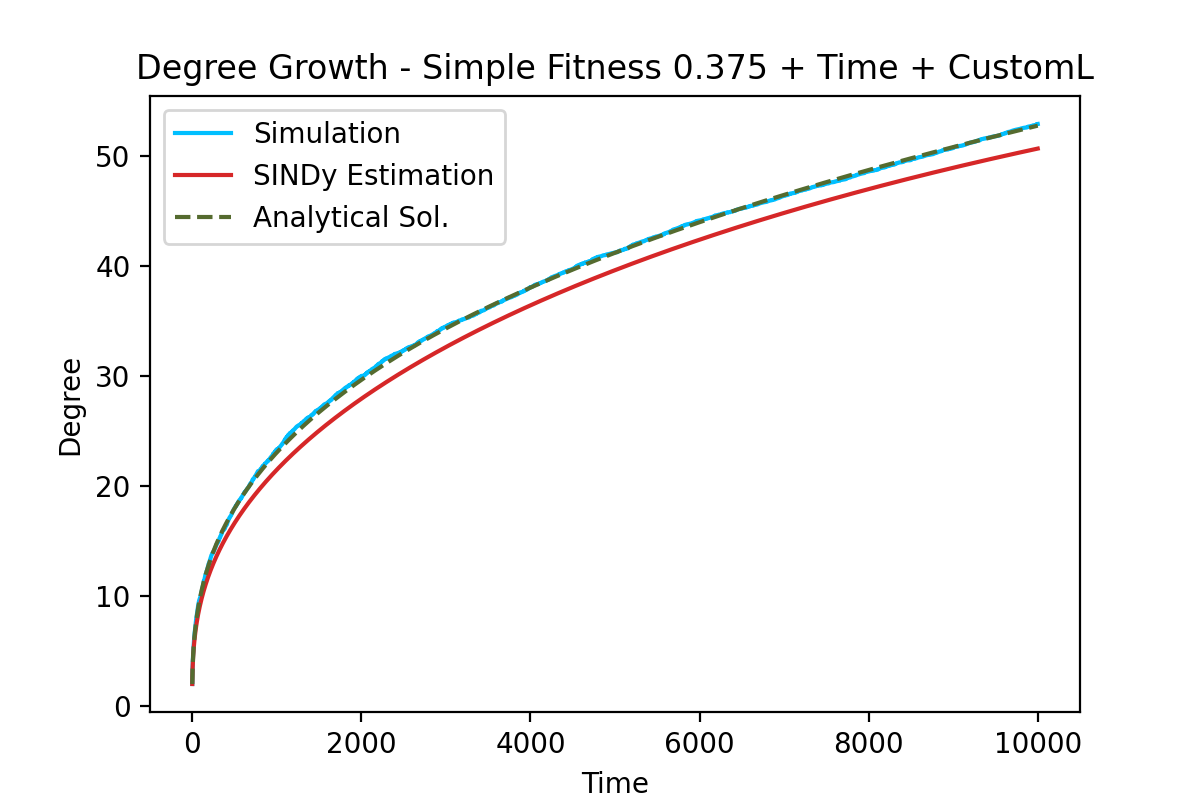 Degree Growth - Simple Fitness 0.375 + Time + CustomL
Simulation
SINDy Estimation
Analytical Sol.
50
40
30
20
10
0
Degree
0 2000 4000 6000 8000 10000
Time